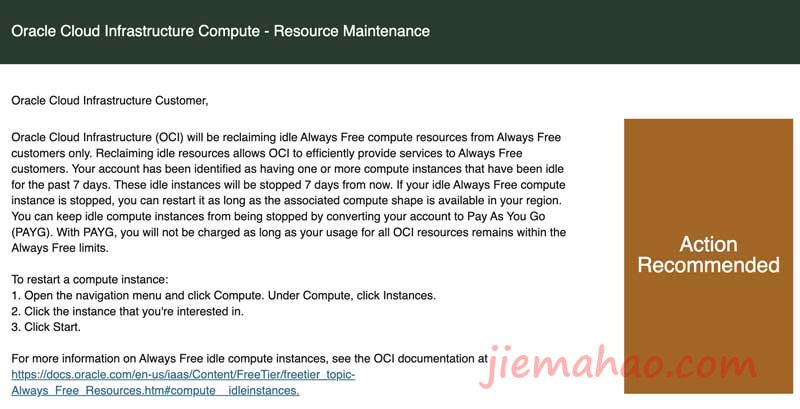 Oracle Cloud Infrastructure Compute - Resource Maintenance
Oracle Cloud Infrastructure Customer,
Oracle Cloud Infrastructure (OCI) will be reclaiming idle Always Free compute resources from Always Free
customers only. Reclaiming idle resources allows OCI to efficiently provide services to Always Free
customers. Your account has been identified as having one or more compute instances that have been idle
for the past 7 days. These idle instances will be stopped 7 days from now. If your idle Always Free compute
instance is stopped, you can restart it as long as the associated compute shape is available in your region.
You can keep idle compute instances from being stopped by converting your account to Pay As You Go
(PAYG). With PAYG, you will not be charged as long as your usage for all OCI resources remains within the
Always Free limits.
To restart a compute instance:
1. Open the navigation menu and click Compute. Under Compute, click Instances.
2. Click the instance that you're interested in.
3. Click Start.
For more information on Always Free idle compute instances, see the OCI documentation at
https://docs.oracle.com/en-us/iaas/Content/FreeTier/freetier_topic-
Always_Free_Resources.htm#compute__idleinstances.
Action
Recommended
jiemahao.com